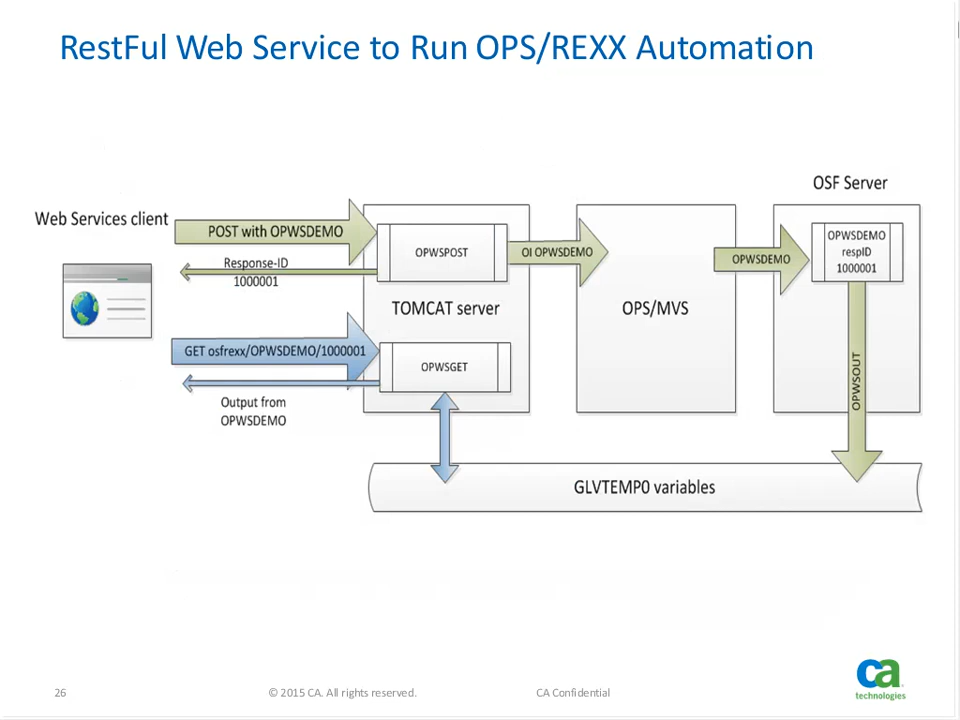 RestFul Web Service to Run OPS/REXX Automation
OSF Server
Web Services client
POST with OPWSDEMO
Response-ID
1000001
OPWSPOST
OI OPWSDEMO
OPWSDEMO
OPWSDEMO
respID
1000001
TOMCAT server
OPS/MVS
GET osfrexx/OPWSDEMO/1000001
OPWSGET
Output from
OPWSDEMO
OPWSOUT
GLVTEMP0 variables
26
© 2015 CA. All rights reserved.
CA Confidential
ca
technologies